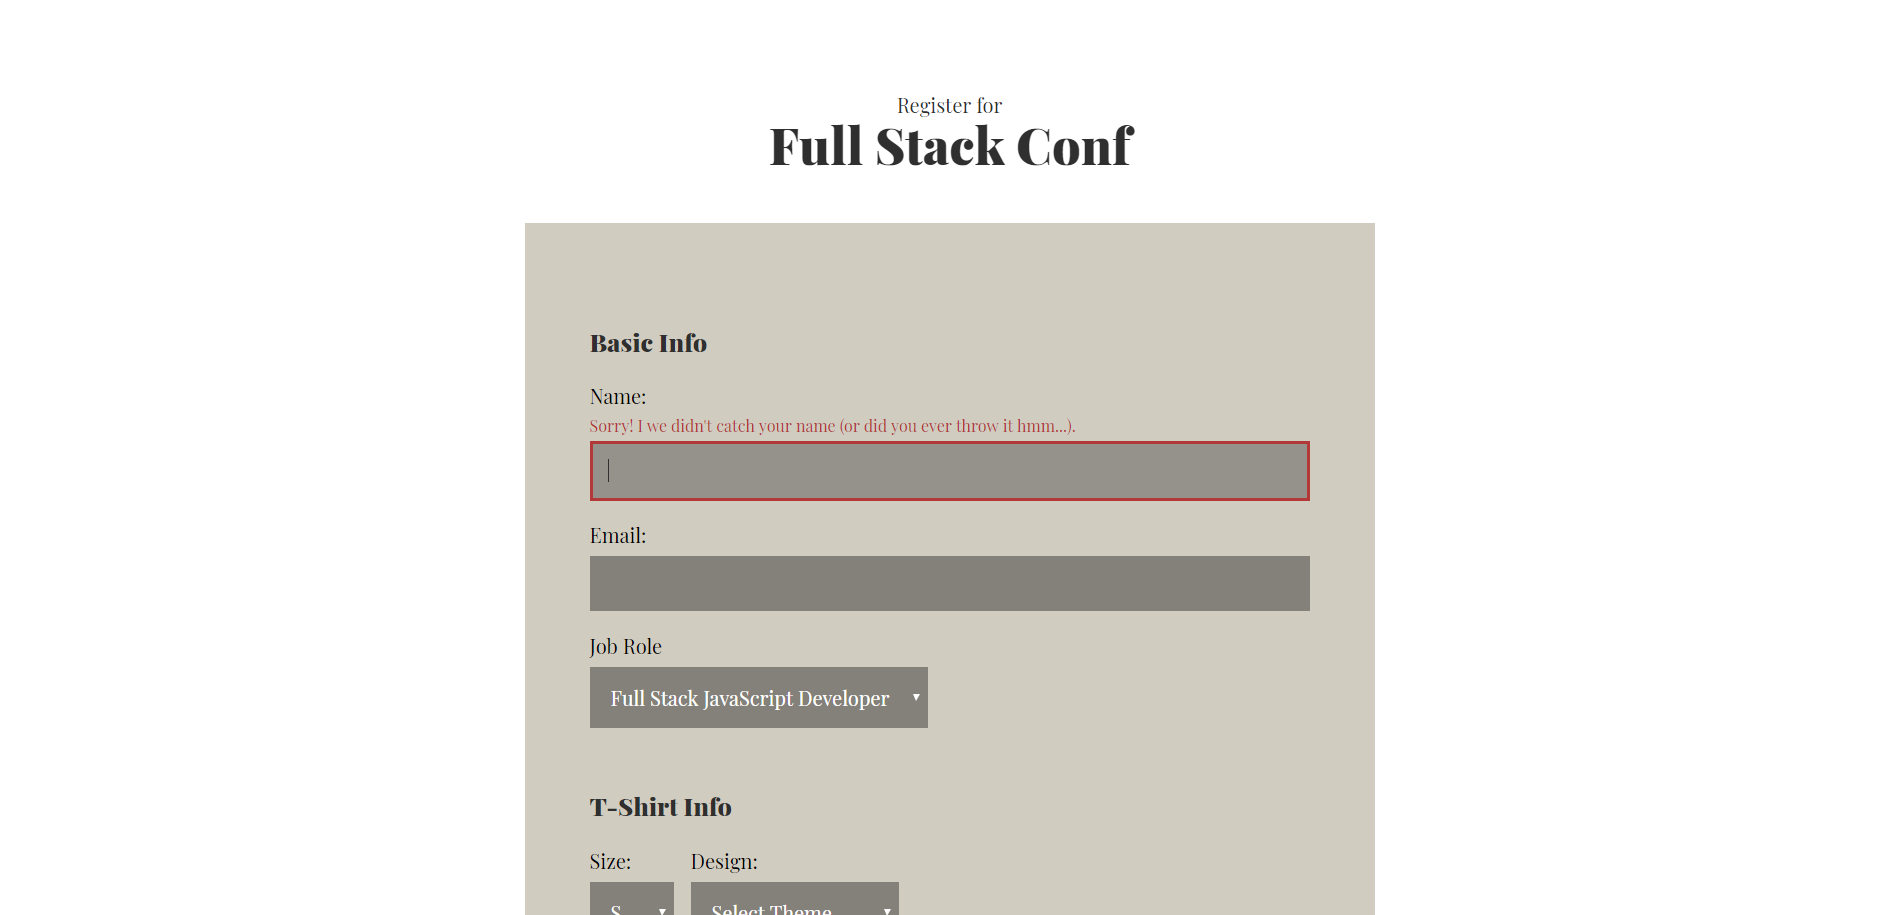 Register for
Full Stack Conf
Basic Info
Name:
Sorry! I we didn't catch your name (or did you ever throw it hmm...).
Email:
Job Role
Full Stack JavaScript Developer
T-Shirt Info
Size: Design:
S Select Theme